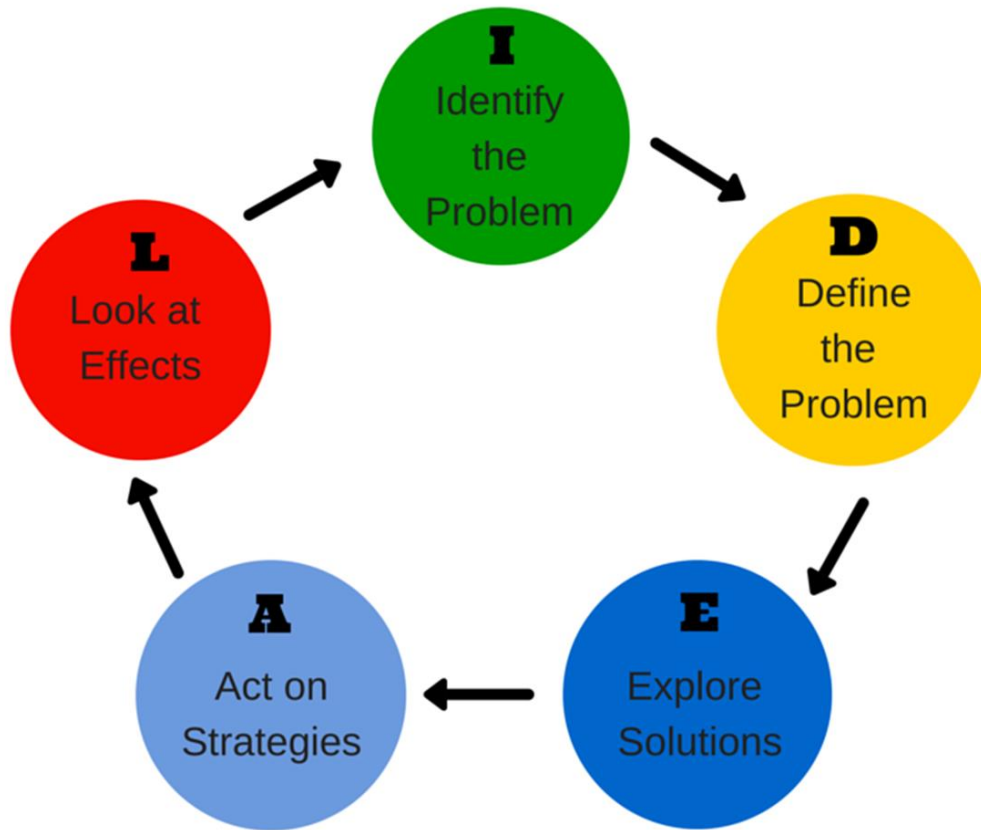 I
Identify
the
Problem
D
Define
the
Problem
E
Explore
Solutions
A
Act on
Strategies
L
Look at
Effects